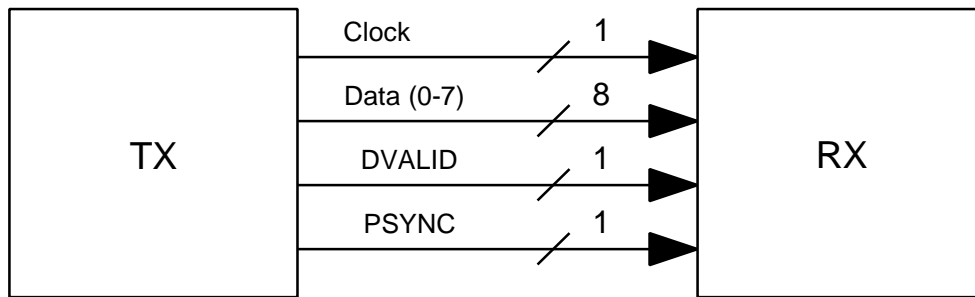 Clock 1
Data (0-7) 8
TX DVALID 1 RX
PSYNC 1